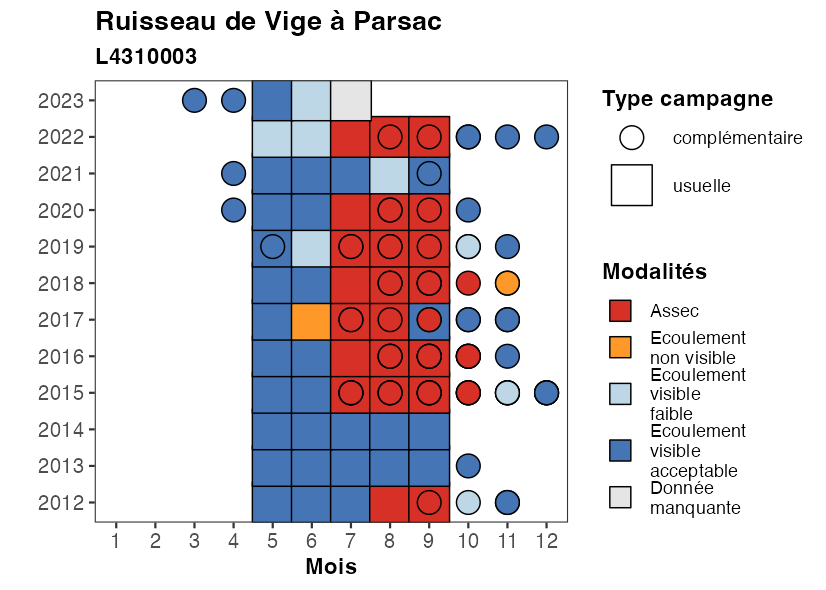 Ruisseau de Vige à Parsac
L4310003
2023
2022
2021
2020
2019
2018
2017
2016
2015
2014
2013
2012
1 2 3 4 5 6 7 8 9 10 11 12
Mois
Type campagne
complémentaire
usuelle
Modalités
Assec
Ecoulement
non visible
Ecoulement
visible
faible
Ecoulement
visible
acceptable
Donnée
manquante